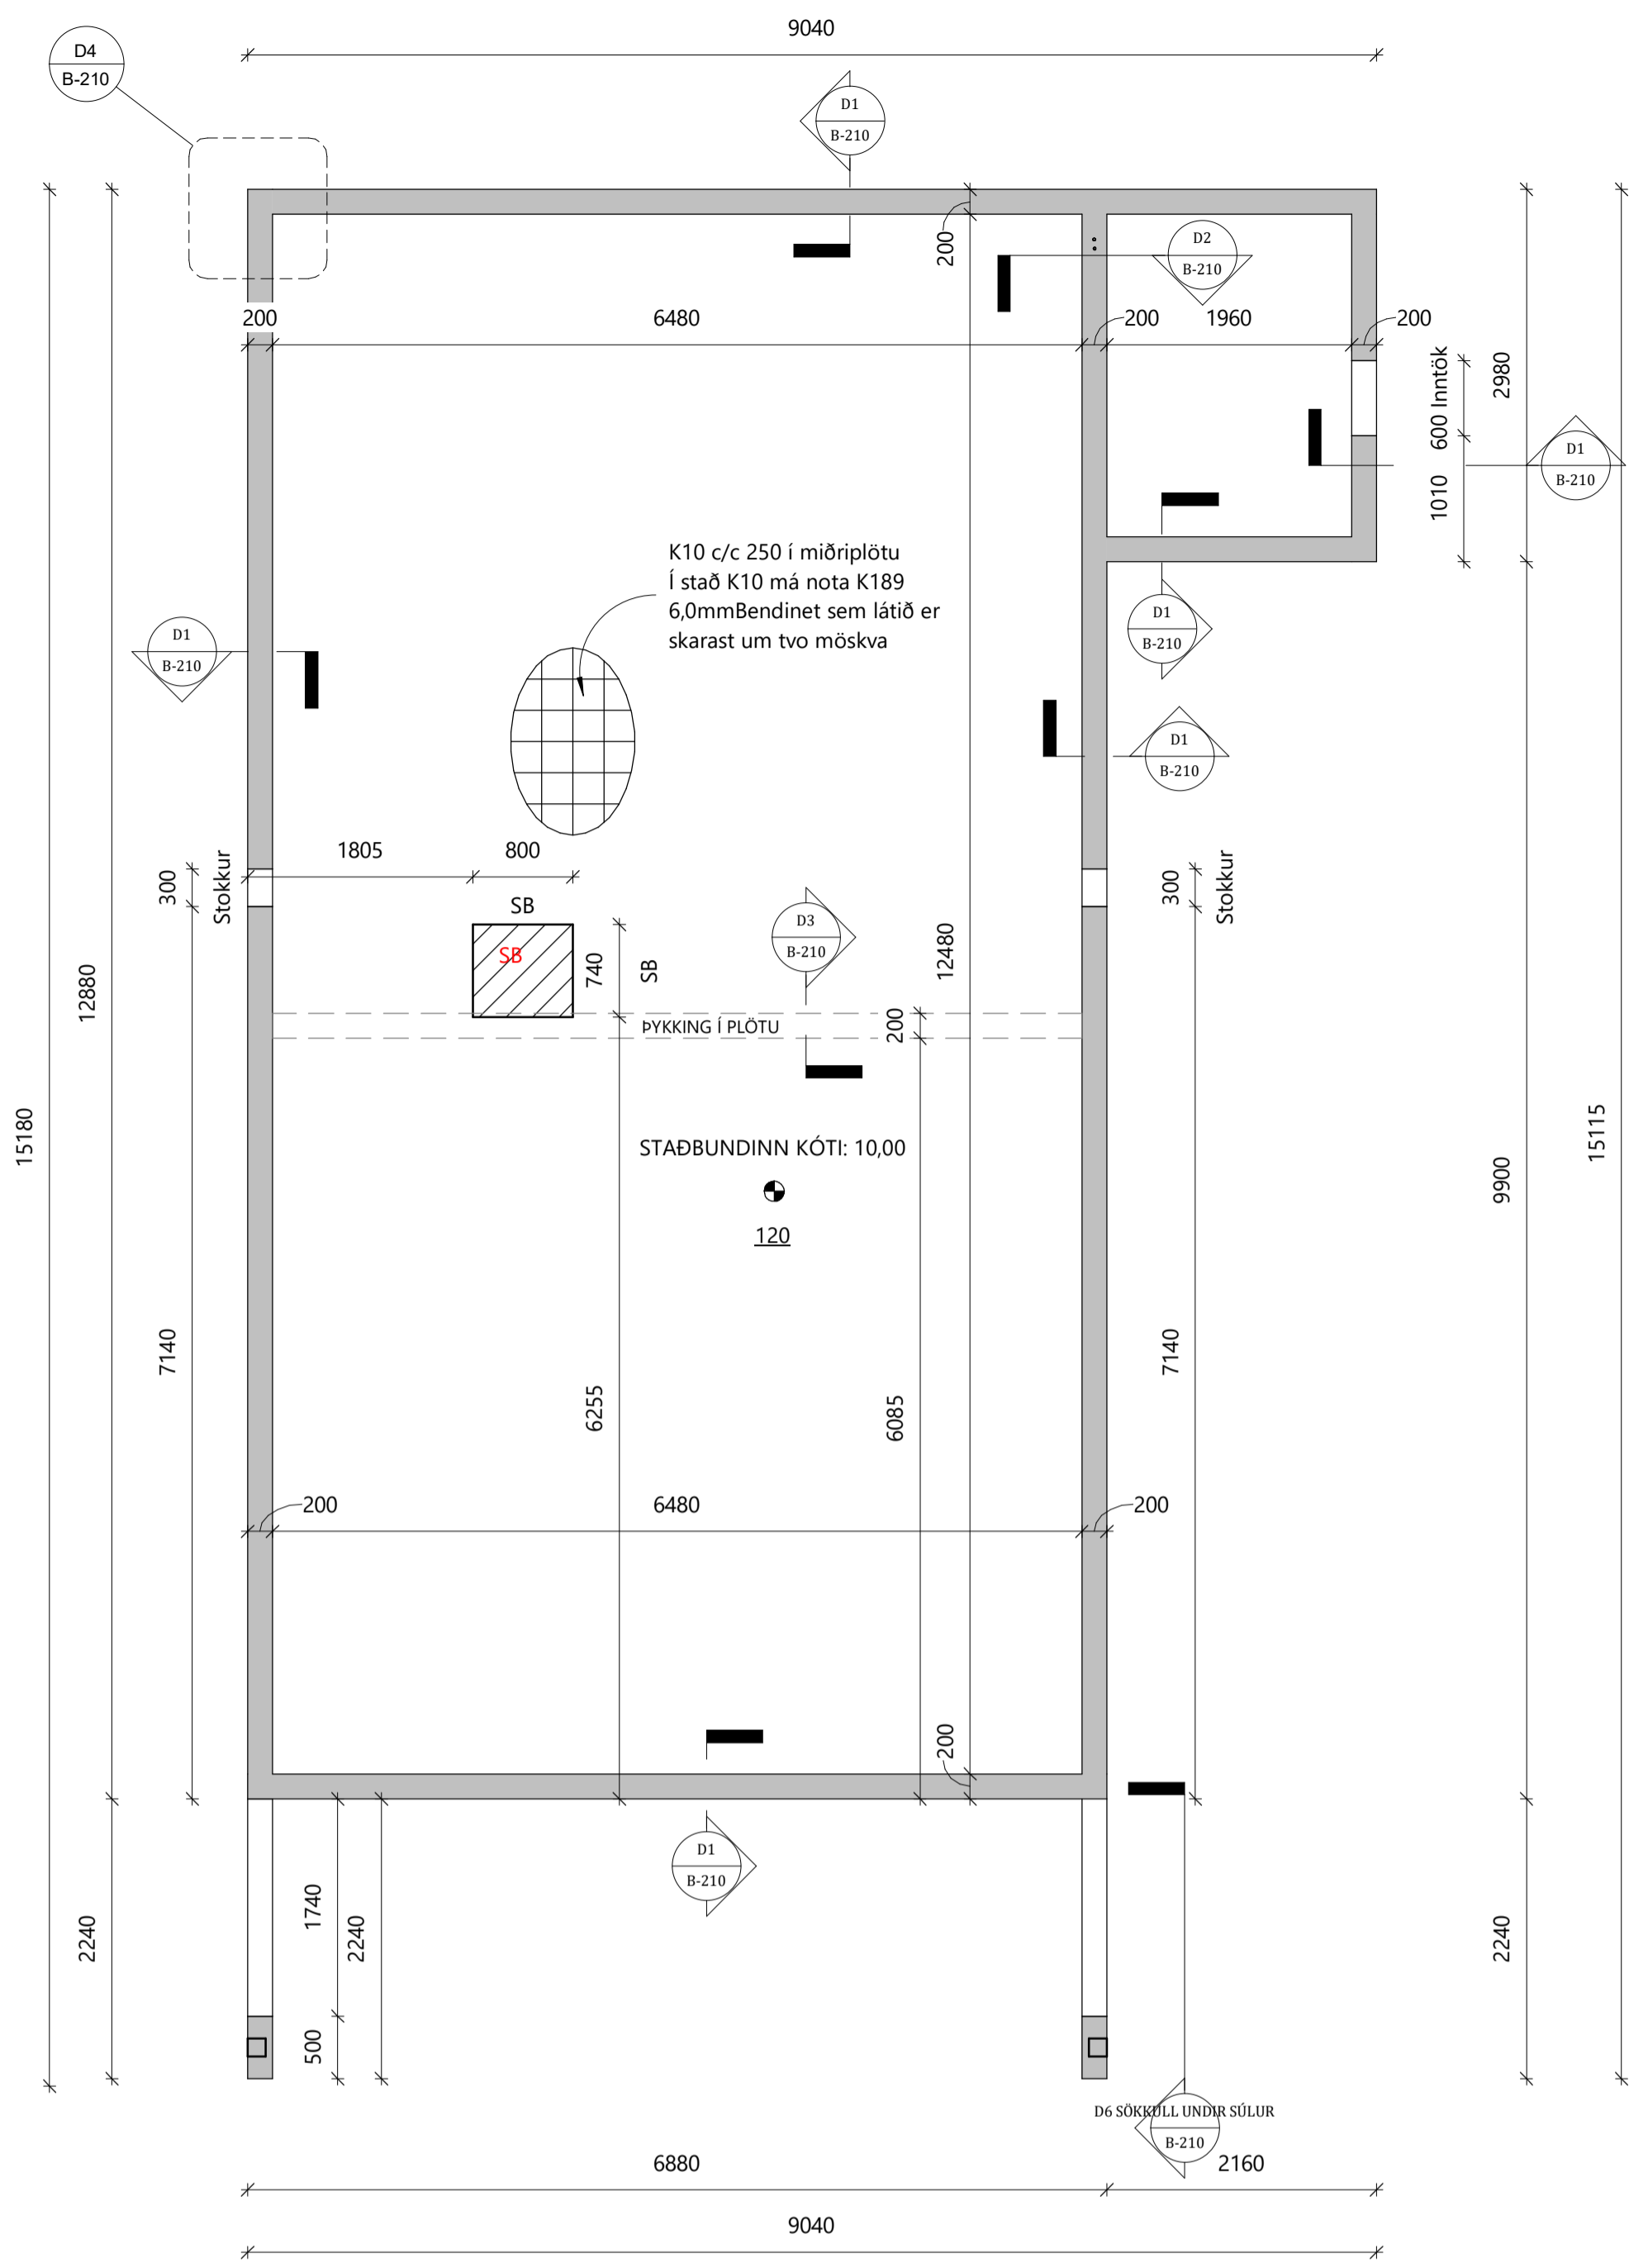 9040
D4
B-210
D1
B-210
200
D2
B-210
200
6480
200
1960
200
2980
600 Inntök
1010
D1
B-210
K10 c/c 250 í miðriplötu
Í stað K10 má nota K189
6,0mmBendinet sem látið er
skarast um tvo möskva
D1
B-210
D1
B-210
D1
B-210
1805
800
300
Stokkur
300
Stokkur
SB
SB
740
SB
D3
B-210
12480
12880
200
ÞYKKING Í PLÖTU
15180
15115
STAÐBUNDINN KÓTI: 10,00
9900
120
7140
7140
6255
6085
200
6480
200
200
D1
B-210
1740
2240
2240
2240
500
D6 SÖKKULL UNDIR SÚLUR
B-210
6880
2160
9040